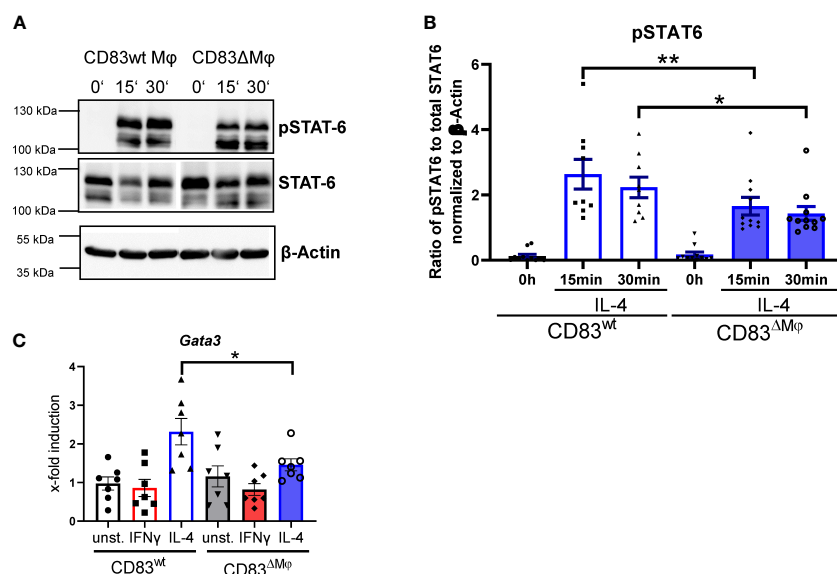 A
CD83wt Mφ CD83ΔMφ
0‘ 15‘ 30‘ 0‘ 15‘ 30‘
130 kDa
pSTAT-6
100 kDa
130 kDa
STAT-6
100 kDa
55 kDa
β-Actin
35 kDa
B
pSTAT6
Ratio of pSTAT6 to total STAT6
normalized to β-Actin
6
4
2
0
**
*
0h 15min 30min 0h 15min 30min
IL-4 IL-4
CD83wt CD83ΔMφ
C
Gata3
x-fold induction
4
3
2
1
0
*
unst. IFNγ IL-4 unst. IFNγ IL-4
CD83wt CD83ΔMφ